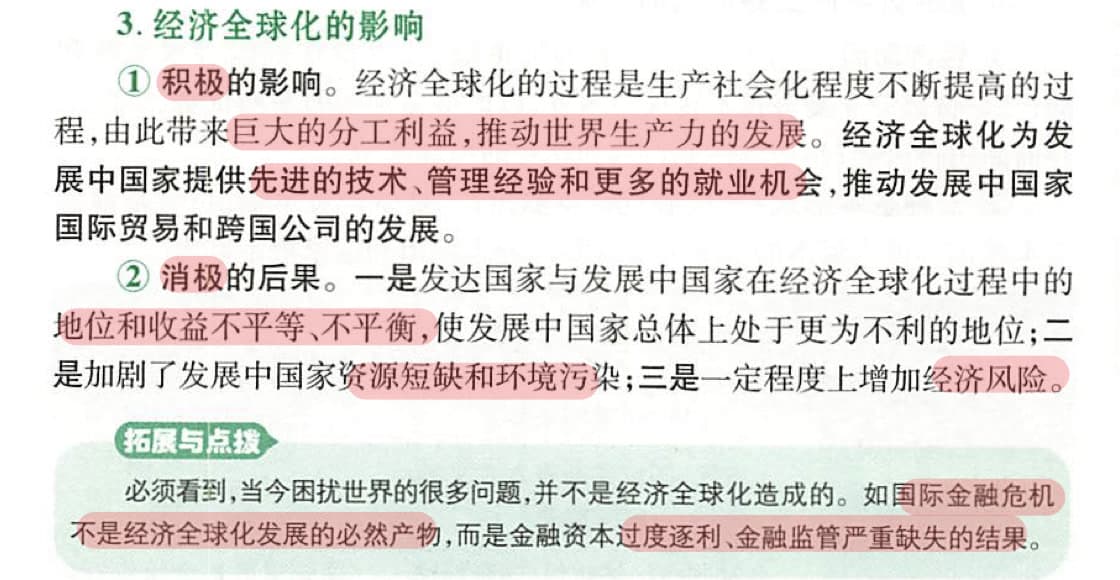 3. 经济全球化的影响
① 积极的影响。经济全球化的过程是生产社会化程度不断提高的过
程,由此带来巨大的分工利益,推动世界生产力的发展。经济全球化为发
展中国家提供先进的技术、管理经验和更多的就业机会,推动发展中国家
国际贸易和跨国公司的发展。
② 消极的后果。一是发达国家与发展中国家在经济全球化过程中的
地位和收益不平等、不平衡,使发展中国家总体上处于更为不利的地位;二
是加剧了发展中国家资源短缺和环境污染;三是一定程度上增加经济风险。
拓展与点拨
必须看到,当今困扰世界的很多问题,并不是经济全球化造成的。如国际金融危机
不是经济全球化发展的必然产物,而是金融资本过度逐利、金融监管严重缺失的结果。